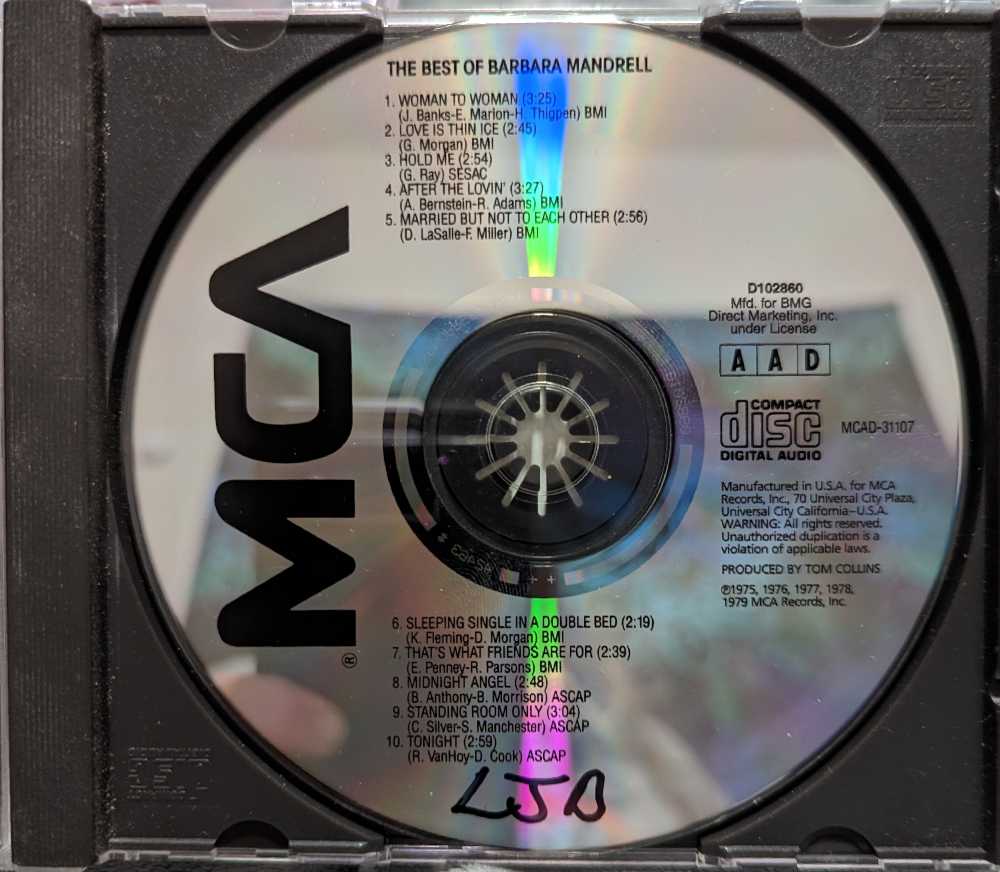 THE BEST OF BARBARA MANDRELL
1. WOMAN TO WOMAN (3:25)
(J. Banks-E. Marion-H. Thigpen) BMI
2. LOVE IS THIN ICE (2:45)
(G. Morgan) BMI
3. HOLD ME (2:54)
(G. Ray) SESAC
4. AFTER THE LOVIN' (3:27)
(A. Bernstein-R. Adams) BMI
5. MARRIED BUT NOT TO EACH OTHER (2:56)
(D. LaSalle-F. Miller) BMI
MCA
®
D102860
Mfd. for BMG
Direct Marketing, Inc.
under License
A A D
COMPACT
disc
DIGITAL AUDIO
MCAD-31107
Manufactured in U.S.A. for MCA
Records, Inc., 70 Universal City Plaza,
Universal City California–U.S.A.
WARNING: All rights reserved.
Unauthorized duplication is a
violation of applicable laws.
PRODUCED BY TOM COLLINS
℗1975, 1976, 1977, 1978,
1979 MCA Records, Inc.
6. SLEEPING SINGLE IN A DOUBLE BED (2:19)
(K. Fleming-D. Morgan) BMI
7. THAT'S WHAT FRIENDS ARE FOR (2:39)
(E. Penney-R. Parsons) BMI
8. MIDNIGHT ANGEL (2:48)
(B. Anthony-B. Morrison) ASCAP
9. STANDING ROOM ONLY (3:04)
(C. Silver-S. Manchester) ASCAP
10. TONIGHT (2:59)
(R. VanHoy-D. Cook) ASCAP
LJB